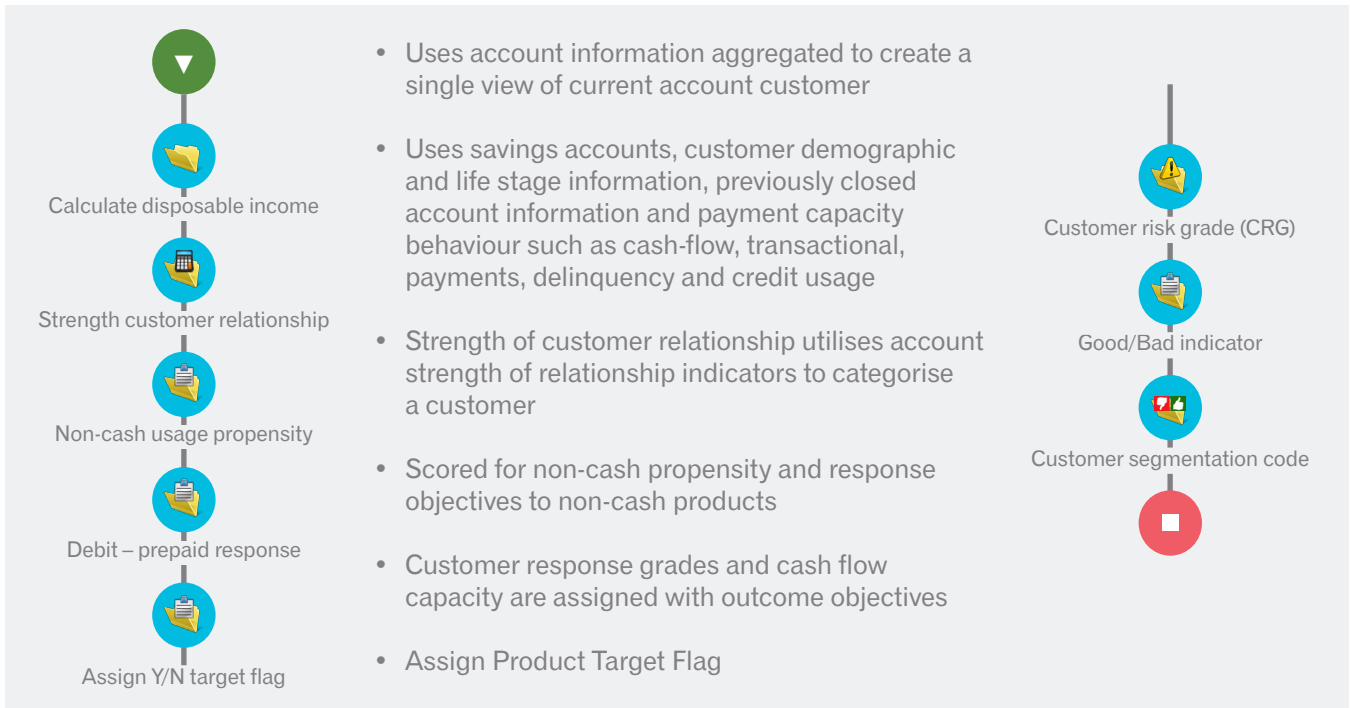 Calculate disposable income
Strength customer relationship
Non-cash usage propensity
Debit – prepaid response
Assign Y/N target flag
• Uses account information aggregated to create a
single view of current account customer
• Uses savings accounts, customer demographic
and life stage information, previously closed
account information and payment capacity
behaviour such as cash-flow, transactional,
payments, delinquency and credit usage
• Strength of customer relationship utilises account
strength of relationship indicators to categorise
a customer
• Scored for non-cash propensity and response
objectives to non-cash products
• Customer response grades and cash flow
capacity are assigned with outcome objectives
• Assign Product Target Flag
Customer risk grade (CRG)
Good/Bad indicator
Customer segmentation code